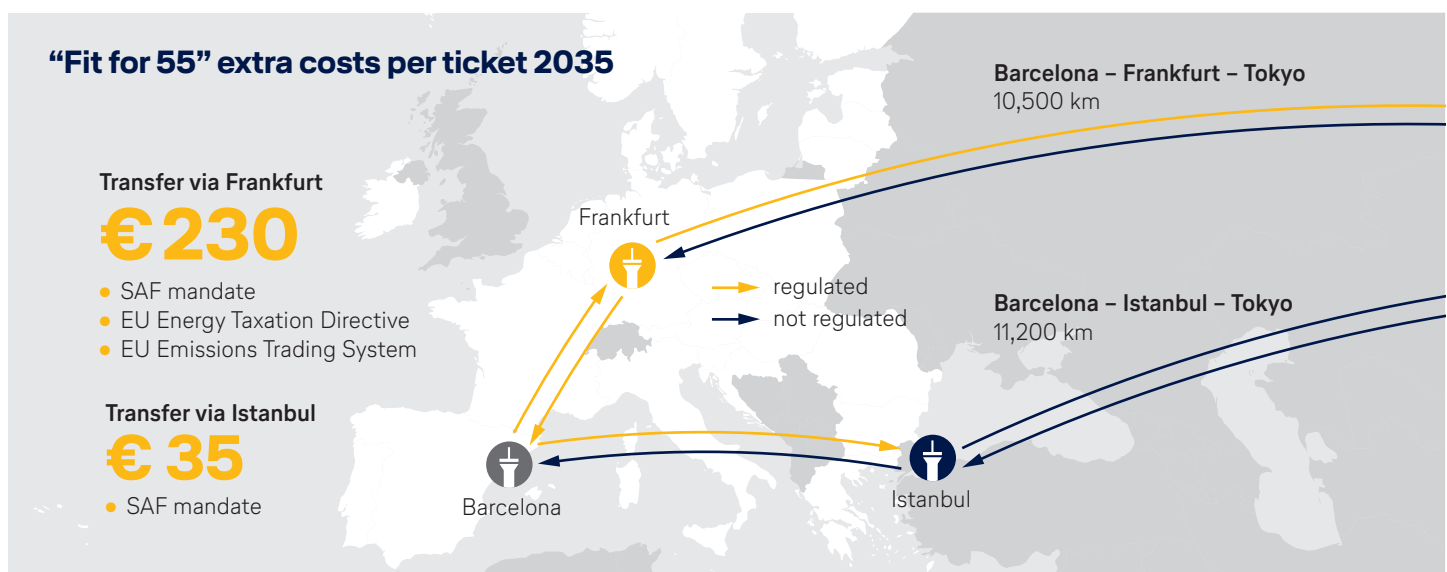 “Fit for 55” extra costs per ticket 2035
Transfer via Frankfurt
€ 230
• SAF mandate
• EU Energy Taxation Directive
• EU Emissions Trading System
Transfer via Istanbul
€ 35
• SAF mandate
Frankfurt
regulated
not regulated
Barcelona
Istanbul
Barcelona – Frankfurt – Tokyo
10,500 km
Barcelona – Istanbul – Tokyo
11,200 km